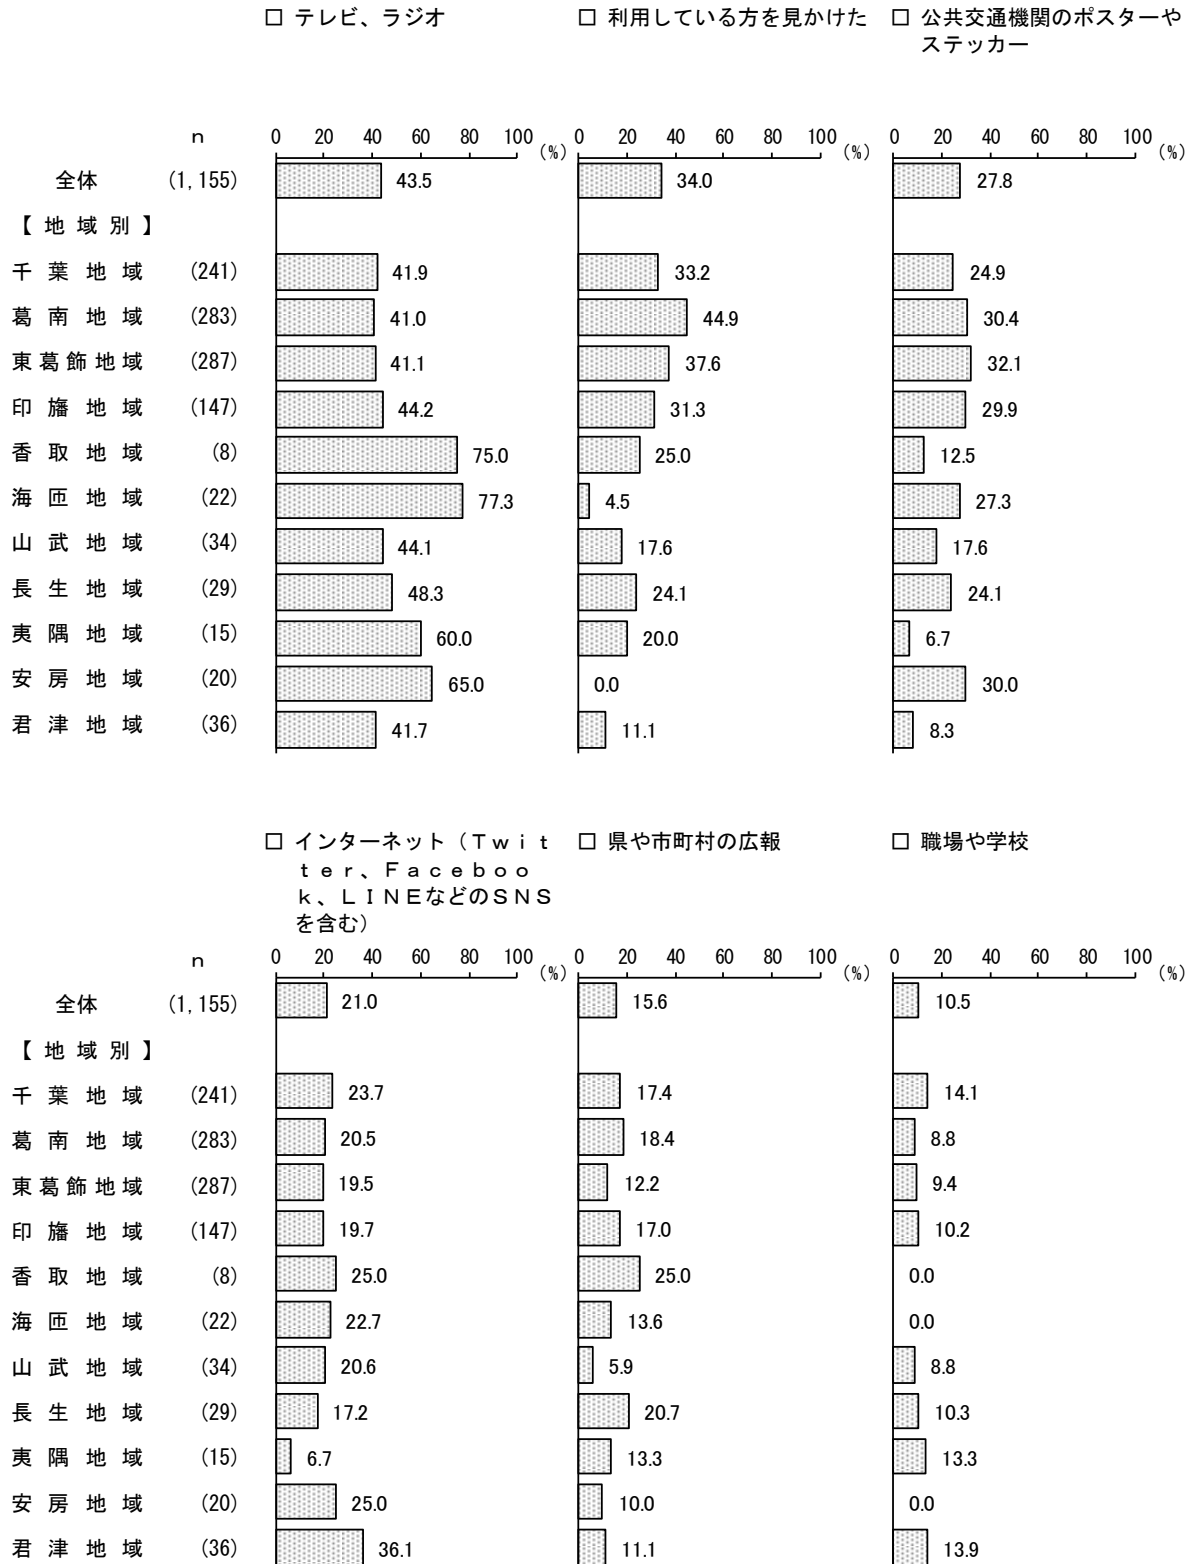 □ テレビ、ラジオ □ 利用している方を見かけた □ 公共交通機関のポスターや
ステッカー
n 0 20 40 60 80 100 (%) 0 20 40 60 80 100 (%) 0 20 40 60 80 100 (%)
全体 (1,155) 43.5 34.0 27.8
【地域別】
千葉地域 (241) 41.9 33.2 24.9
葛南地域 (283) 41.0 44.9 30.4
東葛飾地域 (287) 41.1 37.6 32.1
印旛地域 (147) 44.2 31.3 29.9
香取地域 (8) 75.0 25.0 12.5
海匝地域 (22) 77.3 4.5 27.3
山武地域 (34) 44.1 17.6 17.6
長生地域 (29) 48.3 24.1 24.1
夷隅地域 (15) 60.0 20.0 6.7
安房地域 (20) 65.0 0.0 30.0
君津地域 (36) 41.7 11.1 8.3
□ インターネット（Ｔｗｉｔ □ 県や市町村の広報 □ 職場や学校
ｔｅｒ、Ｆａｃｅｂｏｏ
ｋ、ＬＩＮＥなどのＳＮＳ
を含む）
n 0 20 40 60 80 100 (%) 0 20 40 60 80 100 (%) 0 20 40 60 80 100 (%)
全体 (1,155) 21.0 15.6 10.5
【地域別】
千葉地域 (241) 23.7 17.4 14.1
葛南地域 (283) 20.5 18.4 8.8
東葛飾地域 (287) 19.5 12.2 9.4
印旛地域 (147) 19.7 17.0 10.2
香取地域 (8) 25.0 25.0 0.0
海匝地域 (22) 22.7 13.6 0.0
山武地域 (34) 20.6 5.9 8.8
長生地域 (29) 17.2 20.7 10.3
夷隅地域 (15) 6.7 13.3 13.3
安房地域 (20) 25.0 10.0 0.0
君津地域 (36) 36.1 11.1 13.9